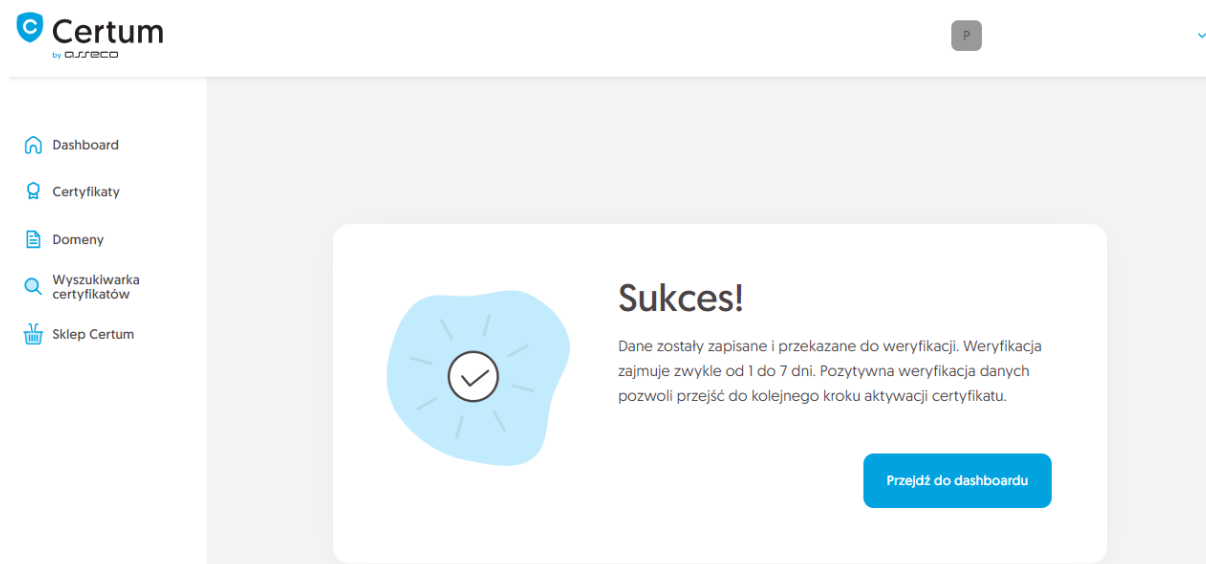 Certum
by asseco
P
Dashboard
Certyfikaty
Domeny
Wyszukiwarka
certyfikatów
Sklep Certum
Sukces!
Dane zostały zapisane i przekazane do weryfikacji. Weryfikacja
zajmuje zwykle od 1 do 7 dni. Pozytywna weryfikacja danych
pozwoli przejść do kolejnego kroku aktywacji certyfikatu.
Przejdź do dashboardu